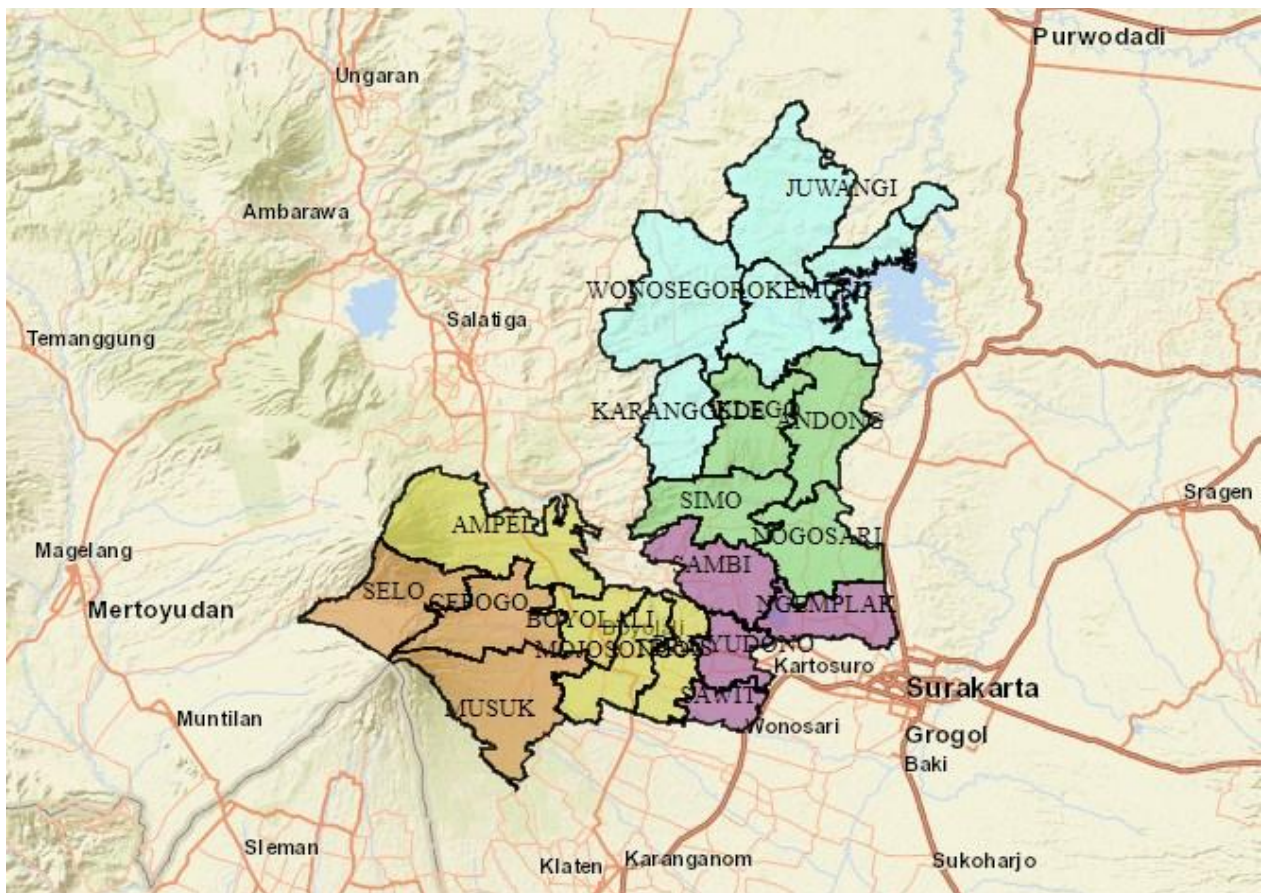 Purwodadi
Ungaran
JUWANGI
Ambarawa
WONOSEGORO
KEMUSU
Salatiga
Temanggung
ANDONG
SIMO
Sragen
AMPEL
NOGOSARI
Magelang
SAMBI
SELO
CEPOGO
NGEMPLAK
Mertoyudan
BOYOLALI
Boyolali
MOJOSONGO
Kartosuro
Surakarta
SAWIT
MUSUK
Muntilan
Wonosari
Grogol
Baki
Sleman
Klaten
Karanganom
Sukoharjo